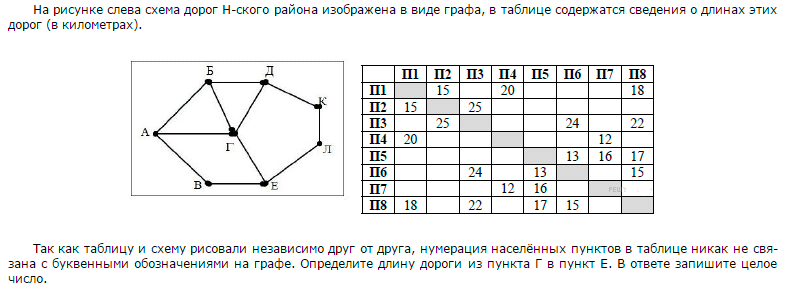 На рисунке слева схема дорог Н-ского района изображена в виде графа, в таблице содержатся сведения о длинах этих
дорог (в километрах).
Б Д
К
А Г Л
В Е
П1 П2 П3 П4 П5 П6 П7 П8
П1 15 20 18
П2 15 25
П3 25 24 22
П4 20 12
П5 13 16 17
П6 24 13 15
П7 12 16
П8 18 22 17 15
Так как таблицу и схему рисовали независимо друг от друга, нумерация населённых пунктов в таблице никак не свя-
зана с буквенными обозначениями на графе. Определите длину дороги из пункта Г в пункт Е. В ответе запишите целое
число.